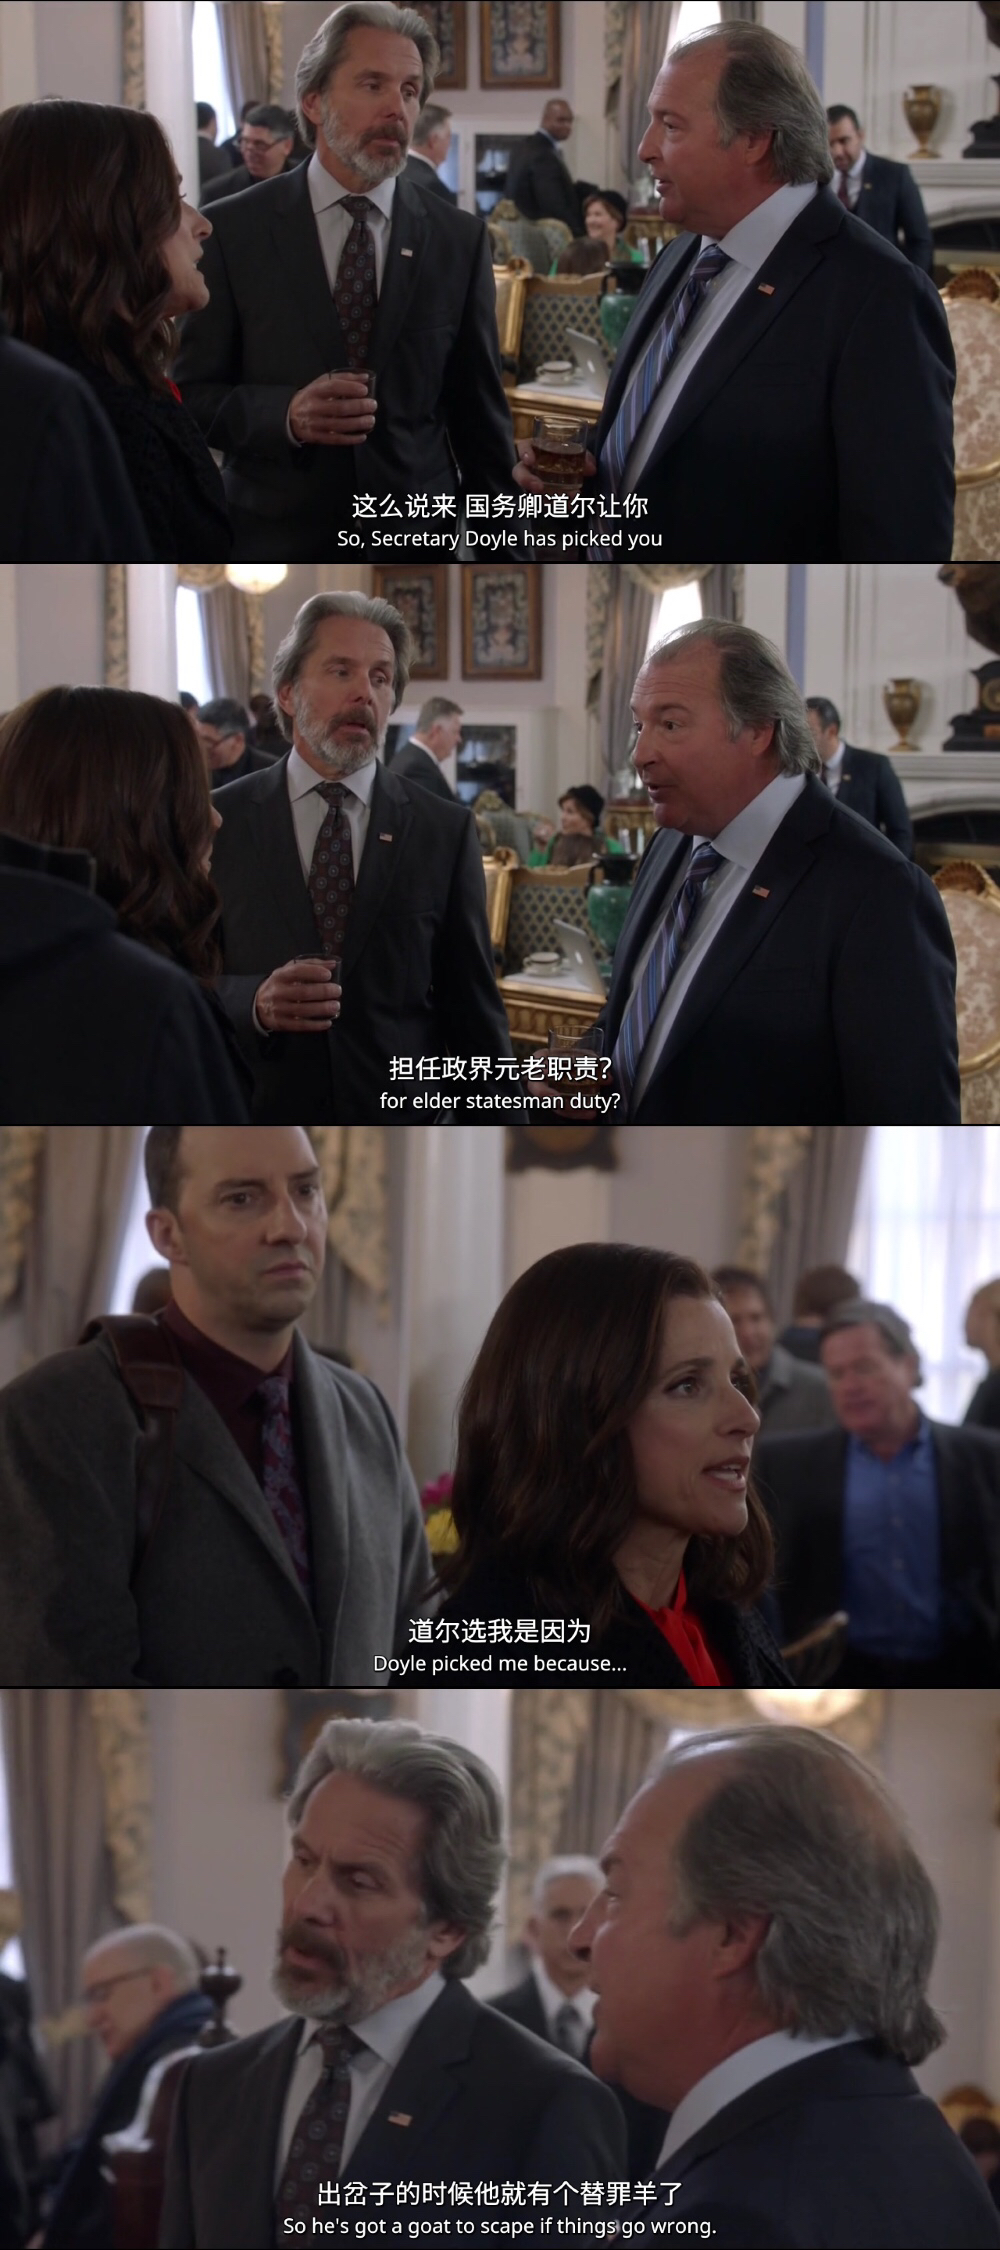 这么说来 国务卿道尔让你
So, Secretary Doyle has picked you
担任政界元老职责?
for elder statesman duty?
道尔选我是因为
Doyle picked me because...
出岔子的时候他就有个替罪羊了
So he's got a goat to scape if things go wrong.